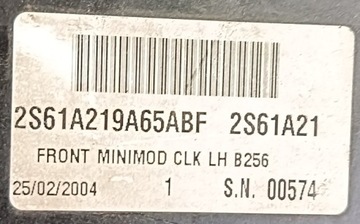 2S61A219A65ABF 2S61A21
FRONT MINIMOD CLK LH B256
25/02/2004 1 S.N. 00574